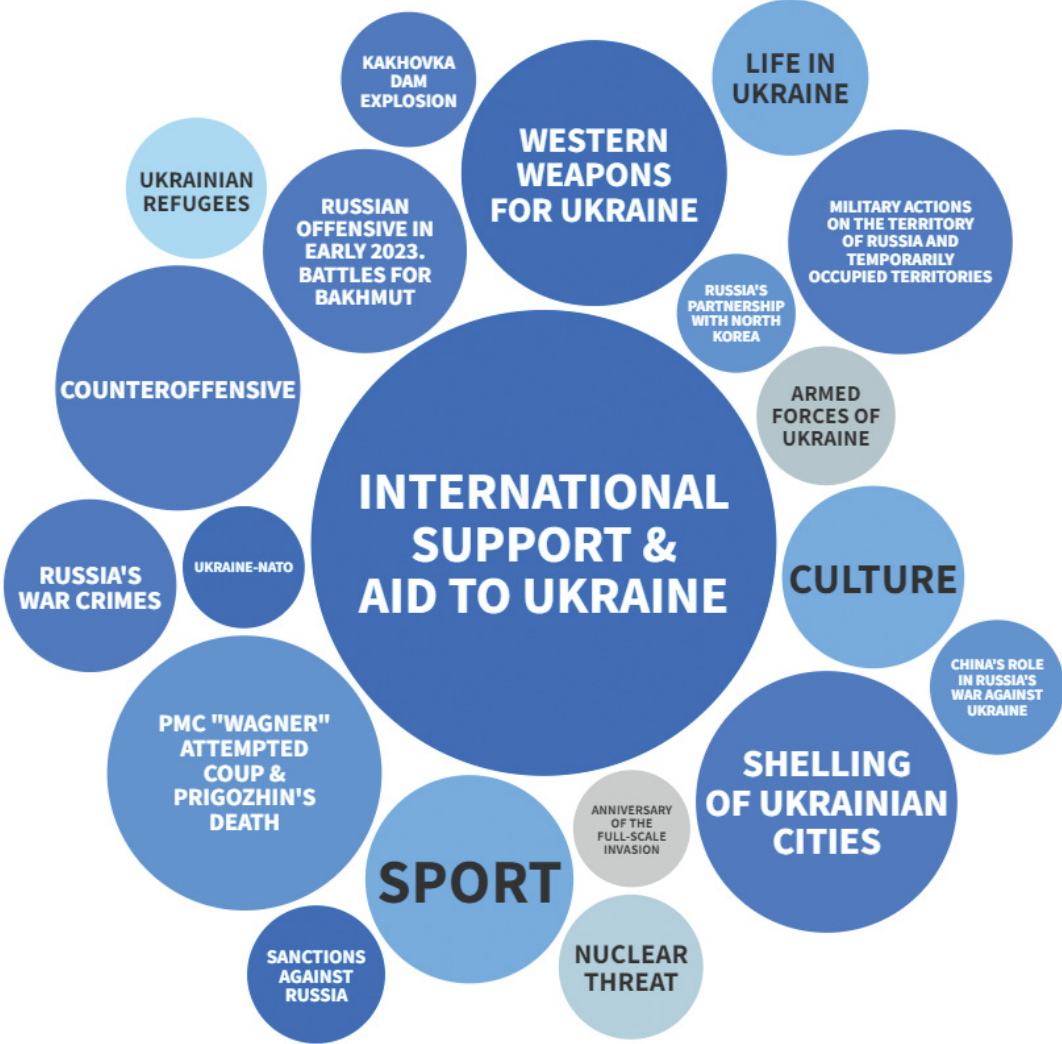 KAKHOVKA
DAM
EXPLOSION
LIFE IN
UKRAINE
WESTERN
WEAPONS
FOR UKRAINE
UKRAINIAN
REFUGEES
RUSSIAN
OFFENSIVE IN
EARLY 2023.
BATTLES FOR
BAKHMUT
MILITARY ACTIONS
ON THE TERRITORY
OF RUSSIA AND
TEMPORARILY
OCCUPIED TERRITORIES
RUSSIA'S
PARTNERSHIP
WITH NORTH
KOREA
COUNTEROFFENSIVE
ARMED
FORCES OF
UKRAINE
INTERNATIONAL
SUPPORT &
AID TO UKRAINE
RUSSIA'S
WAR CRIMES
UKRAINE-NATO
CULTURE
CHINA'S ROLE
IN RUSSIA'S
WAR AGAINST
UKRAINE
PMC "WAGNER"
ATTEMPTED
COUP &
PRIGOZHIN'S
DEATH
SHELLING
OF UKRAINIAN
CITIES
ANNIVERSARY
OF THE
FULL-SCALE
INVASION
SPORT
SANCTIONS
AGAINST
RUSSIA
NUCLEAR
THREAT